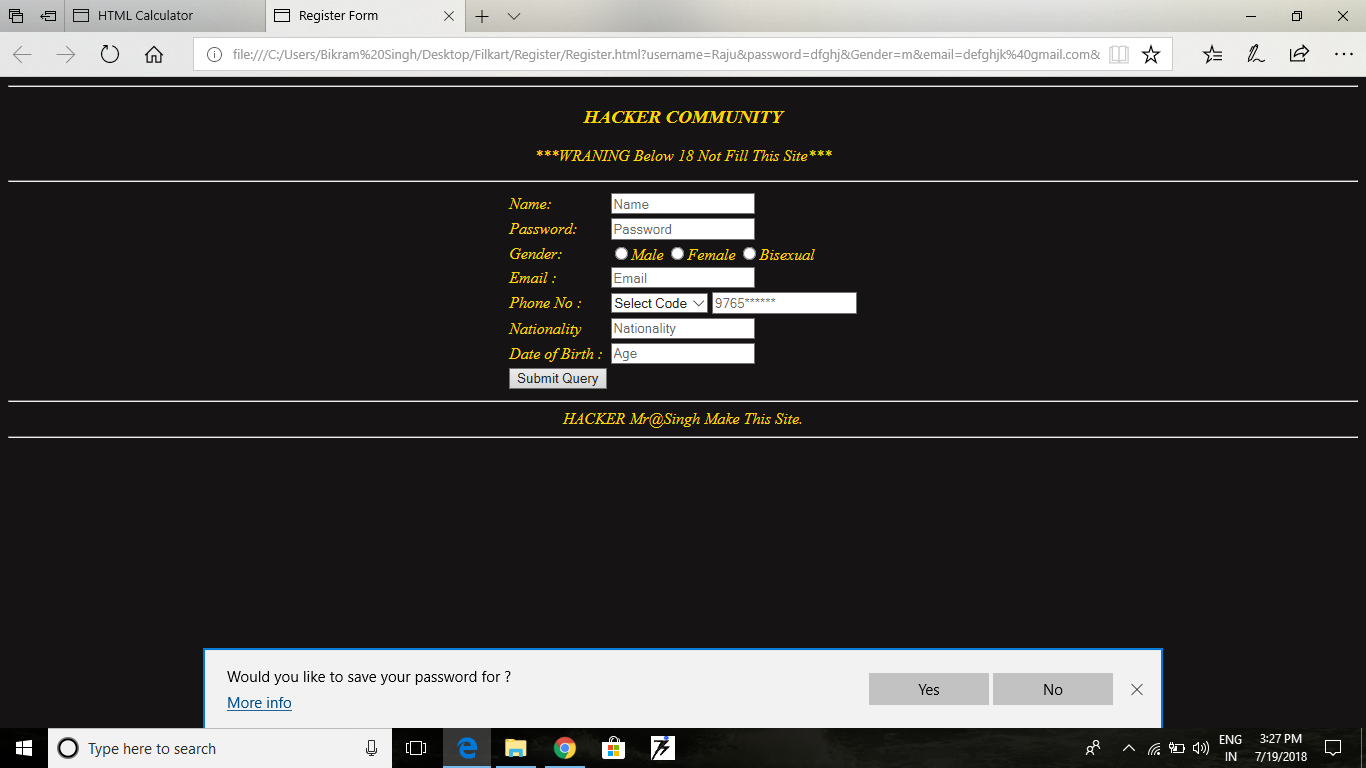 HTML Calculator
Register Form
file:///C:/Users/Bikram%20Singh/Desktop/Filkart/Register/Register.html?username=Raju&password=dfghj&Gender=m&email=defghjk%40gmail.com&
HACKER COMMUNITY
***WRANING Below 18 Not Fill This Site***
Name: Name
Password: Password
Gender: Male Female Bisexual
Email : Email
Phone No : Select Code 9765******
Nationality Nationality
Date of Birth : Age
Submit Query
HACKER Mr@Singh Make This Site.
Would you like to save your password for ?
More info
Yes
No
Type here to search
ENG
IN
3:27 PM
7/19/2018